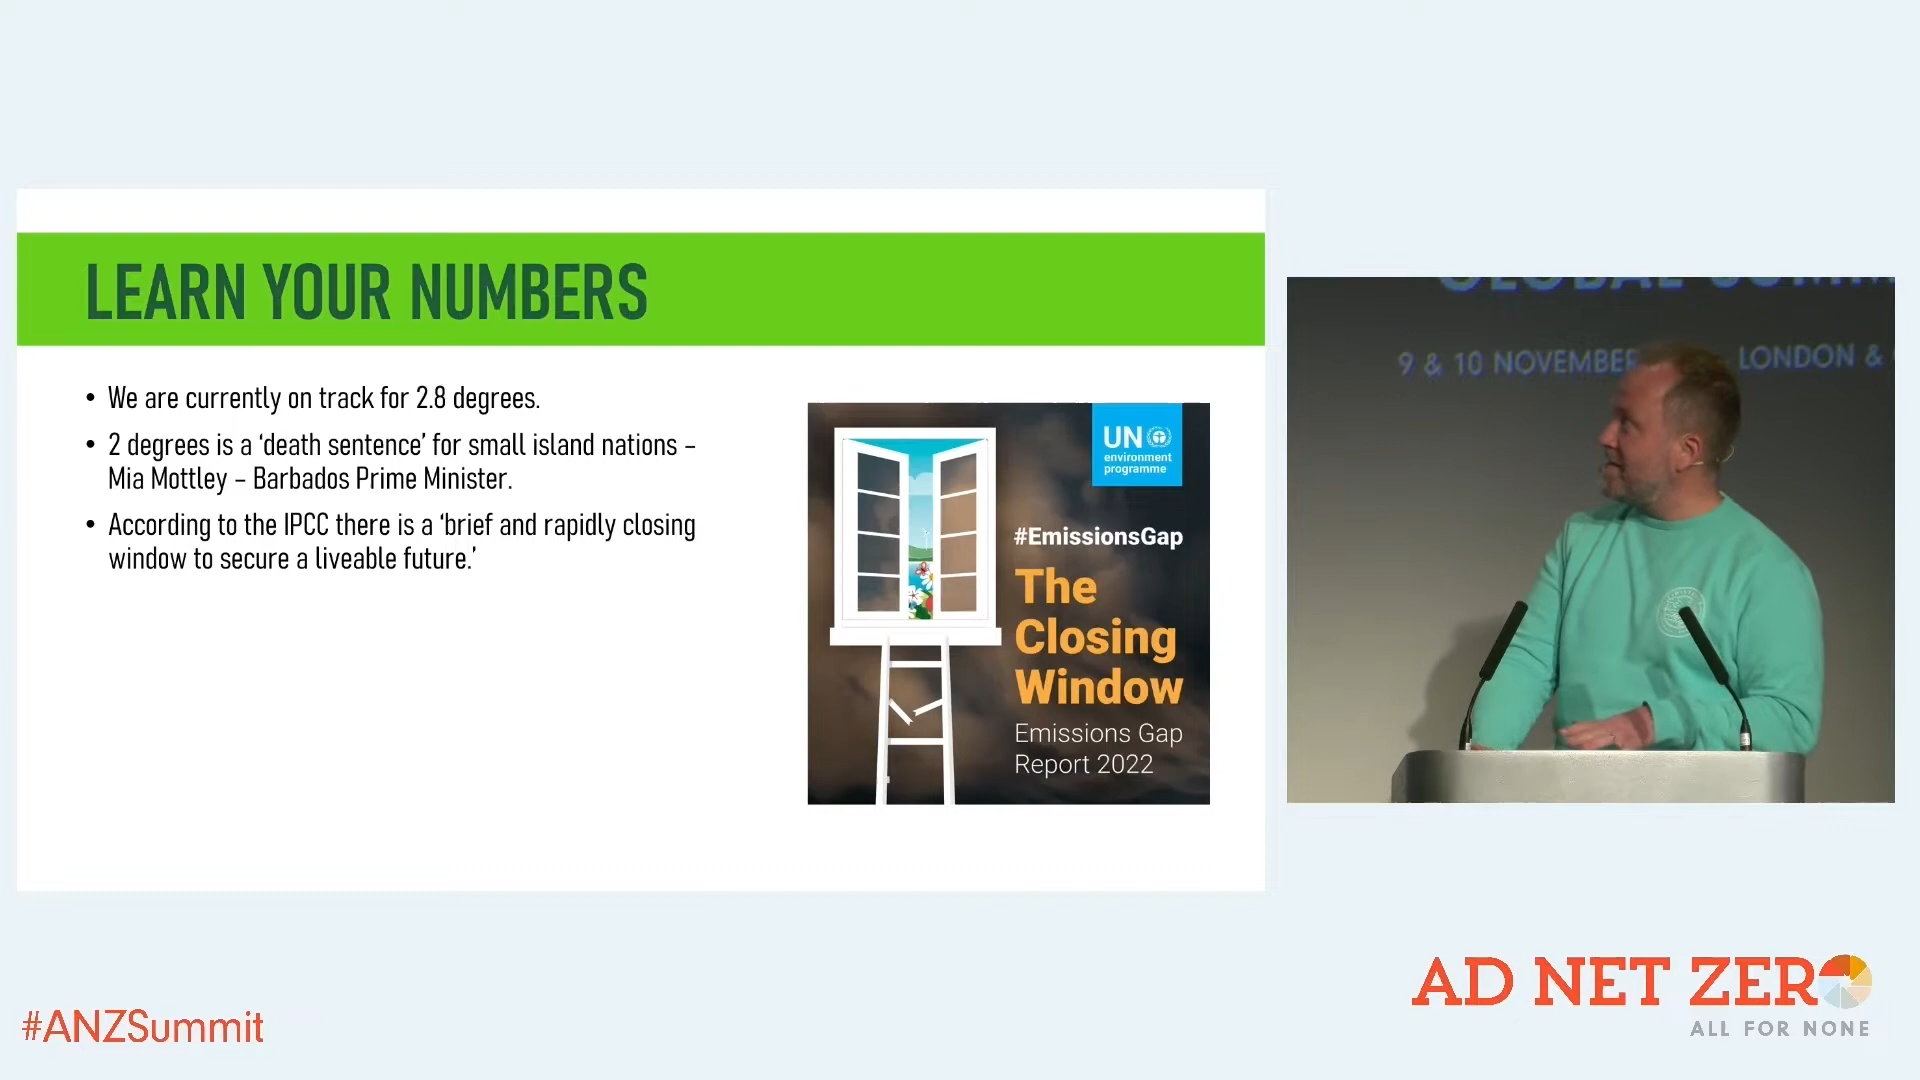 LEARN YOUR NUMBERS
• We are currently on track for 2.8 degrees.
• 2 degrees is a ‘death sentence’ for small island nations –
Mia Mottley – Barbados Prime Minister.
• According to the IPCC there is a ‘brief and rapidly closing
window to secure a liveable future.’
UN
environment
programme
#EmissionsGap
The
Closing
Window
Emissions Gap
Report 2022
GLOBAL
9 & 10 NOVEMBER LONDON &
#ANZSummit
AD NET ZERO
ALL FOR NONE